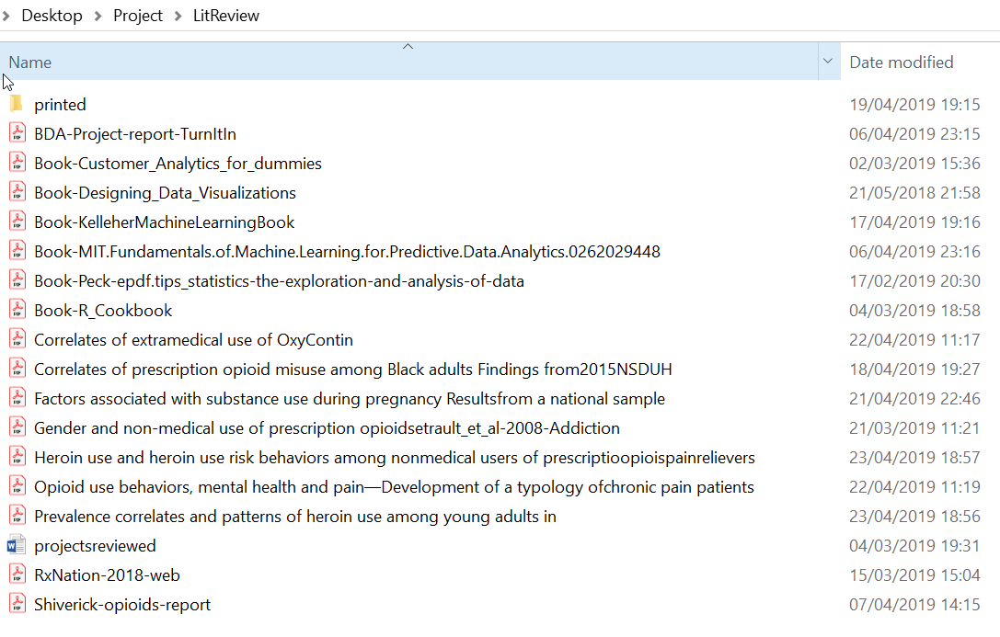 Desktop > Project > LitReview
Name Date modified
printed 19/04/2019 19:15
BDA-Project-report-TurnItIn 06/04/2019 23:15
Book-Customer_Analytics_for_dummies 02/03/2019 15:36
Book-Designing_Data_Visualizations 21/05/2018 21:58
Book-KelleherMachineLearningBook 17/04/2019 19:16
Book-MIT.Fundamentals.of.Machine.Learning.for.Predictive.Data.Analytics.0262029448 06/04/2019 23:16
Book-Peck-epdf.tips_statistics-the-exploration-and-analysis-of-data 17/02/2019 20:30
Book-R_Cookbook 04/03/2019 18:58
Correlates of extramedical use of OxyContin 22/04/2019 11:17
Correlates of prescription opioid misuse among Black adults Findings from2015NSDUH 18/04/2019 19:27
Factors associated with substance use during pregnancy Resultsfrom a national sample 21/04/2019 22:46
Gender and non-medical use of prescription opioidsetrault_et_al-2008-Addiction 21/03/2019 11:21
Heroin use and heroin use risk behaviors among nonmedical users of prescriptioopioispainrelievers 23/04/2019 18:57
Opioid use behaviors, mental health and pain—Development of a typology ofchronic pain patients 22/04/2019 11:19
Prevalence correlates and patterns of heroin use among young adults in 23/04/2019 18:56
projectsreviewed 04/03/2019 19:31
RxNation-2018-web 15/03/2019 15:04
Shiverick-opioids-report 07/04/2019 14:15